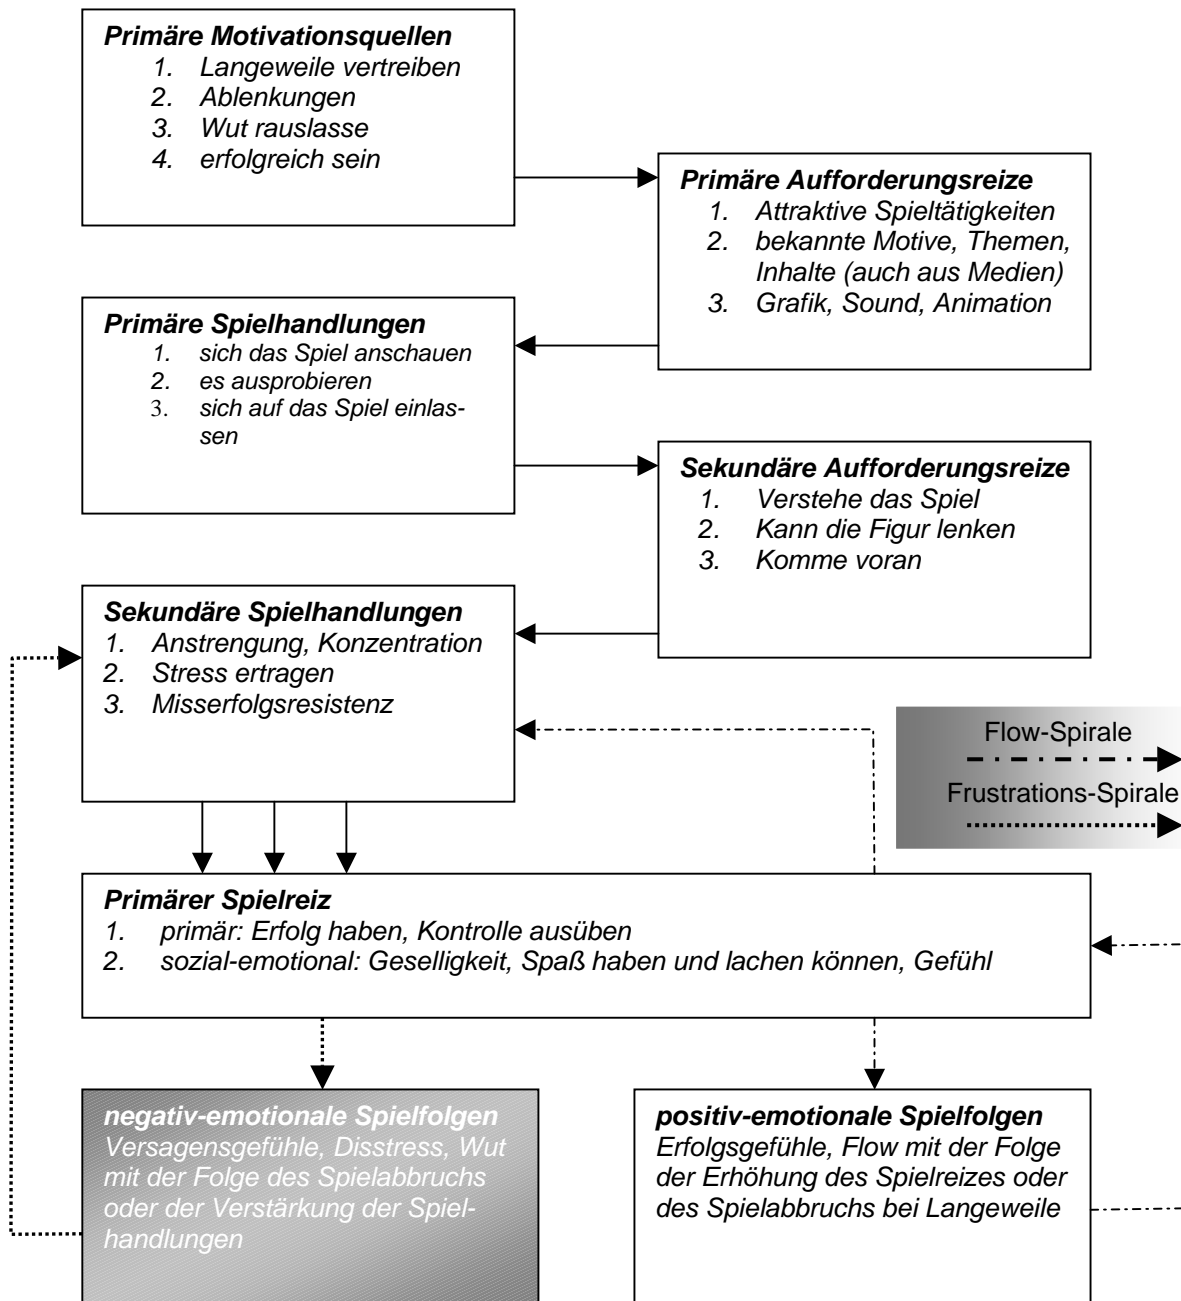 Primäre Motivationsquellen
1. Langeweile vertreiben
2. Ablenkungen
3. Wut rauslasse
4. erfolgreich sein
Primäre Aufforderungsreize
1. Attraktive Spieltätigkeiten
2. bekannte Motive, Themen,
Inhalte (auch aus Medien)
3. Grafik, Sound, Animation
Primäre Spielhandlungen
1. sich das Spiel anschauen
2. es ausprobieren
3. sich auf das Spiel einlas-
sen
Sekundäre Aufforderungsreize
1. Verstehe das Spiel
2. Kann die Figur lenken
3. Komme voran
Sekundäre Spielhandlungen
1. Anstrengung, Konzentration
2. Stress ertragen
3. Misserfolgsresistenz
Flow-Spirale
Frustrations-Spirale
Primärer Spielreiz
1. primär: Erfolg haben, Kontrolle ausüben
2. sozial-emotional: Geselligkeit, Spaß haben und lachen können, Gefühl
negativ-emotionale Spielfolgen
Versagensgefühle, Disstress, Wut
mit der Folge des Spielabbruchs
oder der Verstärkung der Spiel-
handlungen
positiv-emotionale Spielfolgen
Erfolgsgefühle, Flow mit der Folge
der Erhöhung des Spielreizes oder
des Spielabbruchs bei Langeweile